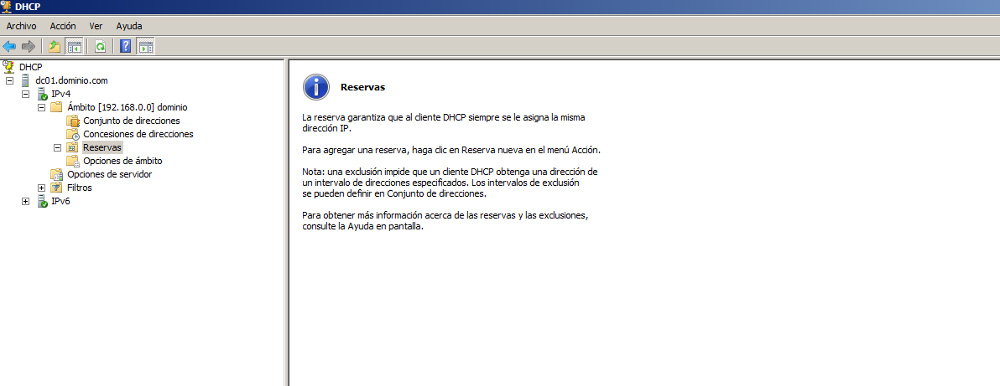 DHCP
Archivo Acción Ver Ayuda
DHCP
dc01.dominio.com
IPv4
Ámbito [192.168.0.0] dominio
Conjunto de direcciones
Concesiones de direcciones
Reservas
Opciones de ámbito
Opciones de servidor
Filtros
IPv6
Reservas
La reserva garantiza que al cliente DHCP siempre se le asigna la misma
dirección IP.
Para agregar una reserva, haga clic en Reserva nueva en el menú Acción.
Nota: una exclusión impide que un cliente DHCP obtenga una dirección de
un intervalo de direcciones especificados. Los intervalos de exclusión
se pueden definir en Conjunto de direcciones.
Para obtener más información acerca de las reservas y las exclusiones,
consulte la Ayuda en pantalla.